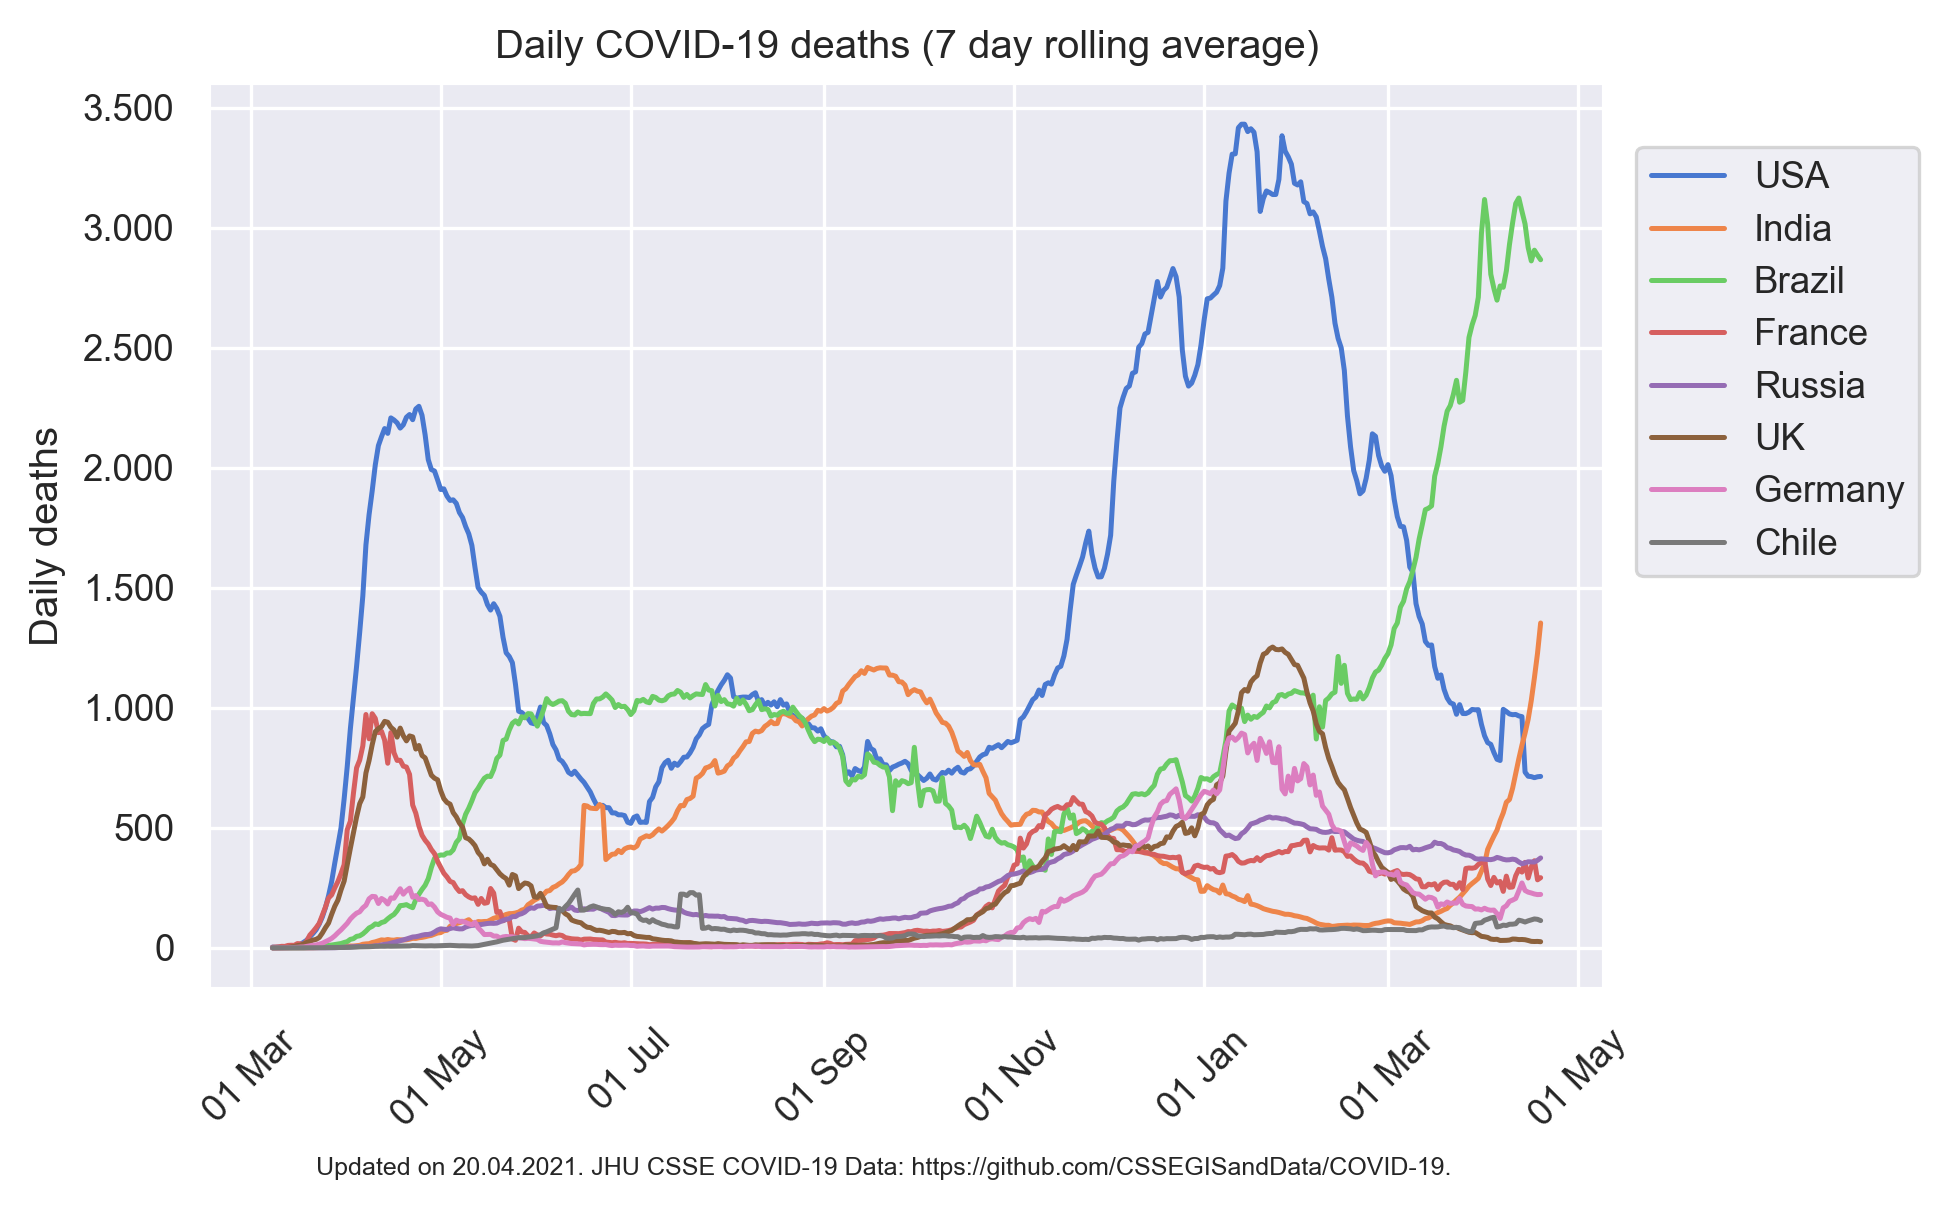 Daily COVID-19 deaths (7 day rolling average)
3.500
3.000
2.500
2.000
1.500
1.000
500
0
Daily deaths
01 Mar
01 May
01 Jul
01 Sep
01 Nov
01 Jan
01 Mar
01 May
USA
India
Brazil
France
Russia
UK
Germany
Chile
Updated on 20.04.2021. JHU CSSE COVID-19 Data: https://github.com/CSSEGISandData/COVID-19.